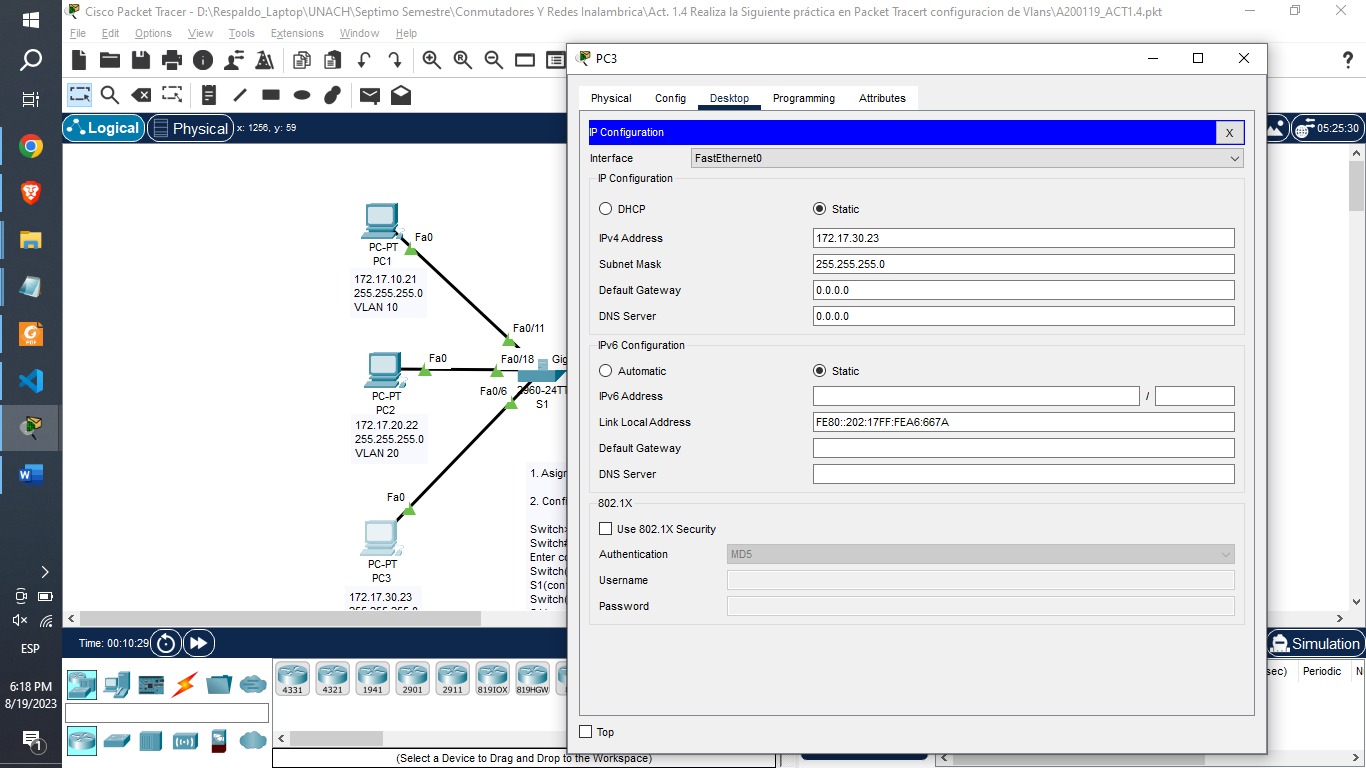 Cisco Packet Tracer - D:\Respaldo_Laptop\UNACH\Septimo Semestre\Conmutadores Y Redes Inalambrica\Act. 1.4 Realiza la Siguiente práctica en Packet Tracert configuracion de Vlans\A200119_ACT1.4.pkt
File Edit Options View Tools Extensions Window Help
Logical
Physical
x: 1256, y: 59
05:25:30
PC3
Physical Config Desktop Programming Attributes
IP Configuration
X
Interface
FastEthernet0
IP Configuration
DHCP
Static
IPv4 Address
172.17.30.23
Subnet Mask
255.255.255.0
Default Gateway
0.0.0.0
DNS Server
0.0.0.0
IPv6 Configuration
Automatic
Static
IPv6 Address
/
Link Local Address
FE80::202:17FF:FEA6:667A
Default Gateway
DNS Server
802.1X
Use 802.1X Security
Authentication
MD5
Username
Password
Top
Fa0
PC-PT
PC1
172.17.10.21
255.255.255.0
VLAN 10
Fa0/11
Fa0
Fa0/18
Gig
PC-PT
PC2
Fa0/6
2960-24TT
S1
172.17.20.22
255.255.255.0
VLAN 20
Fa0
PC-PT
PC3
172.17.30.23
255.255.255.0
1. Asign
2. Confi
Switch>
Switch#
Enter co
Switch(
S1(con
Switch(
Time: 00:10:29
Simulation
4331 4321 1941 2901 2911 819IOX 819HGW
sec) Periodic
(Select a Device to Drag and Drop to the Workspace)
ESP
6:18 PM
8/19/2023
1